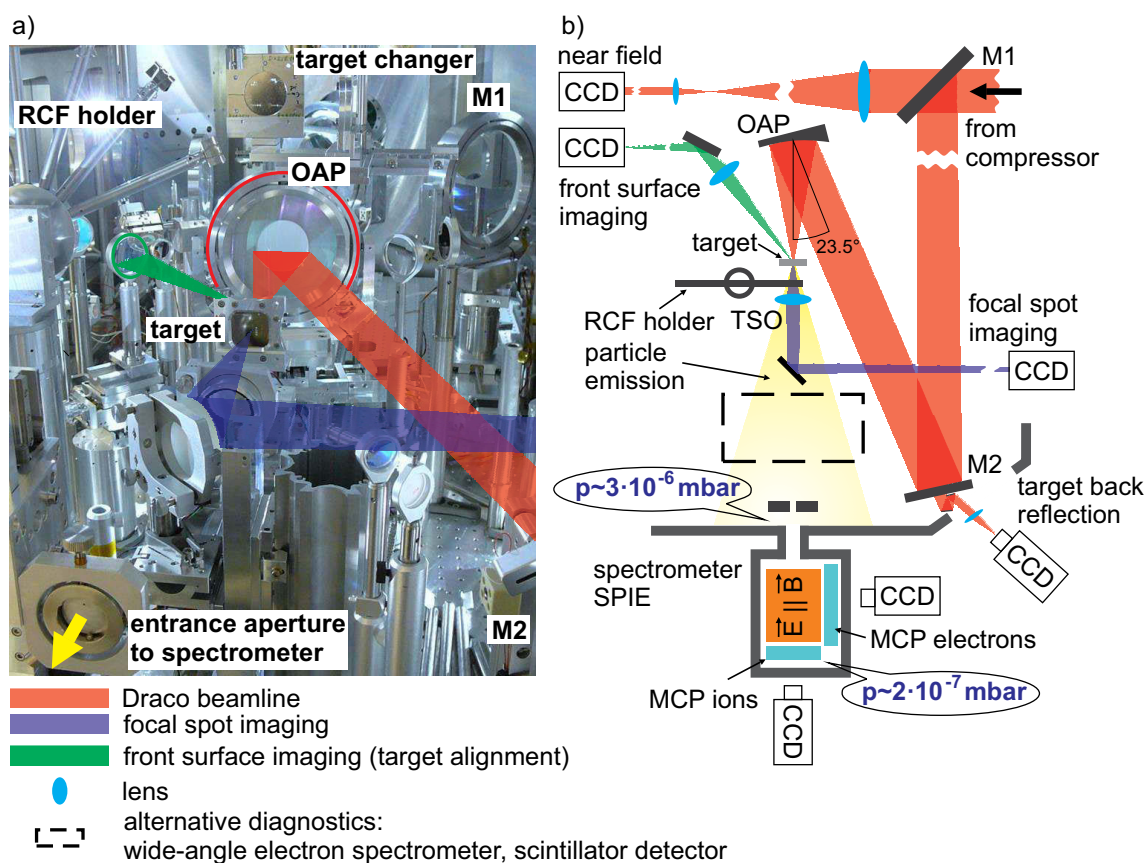 a)
target changer
M1
RCF holder
OAP
target
entrance aperture
to spectrometer
M2
Draco beamline
focal spot imaging
front surface imaging (target alignment)
lens
alternative diagnostics:
wide-angle electron spectrometer, scintillator detector
b)
near field
CCD
M1
from
compressor
OAP
CCD
front surface
imaging
23.5°
target
RCF holder
TSO
focal spot
imaging
CCD
particle
emission
M2
target back
reflection
CCD
p~3·10⁻⁶ mbar
spectrometer
SPIE
E || B
CCD
MCP electrons
MCP ions
p~2·10⁻⁷ mbar
CCD